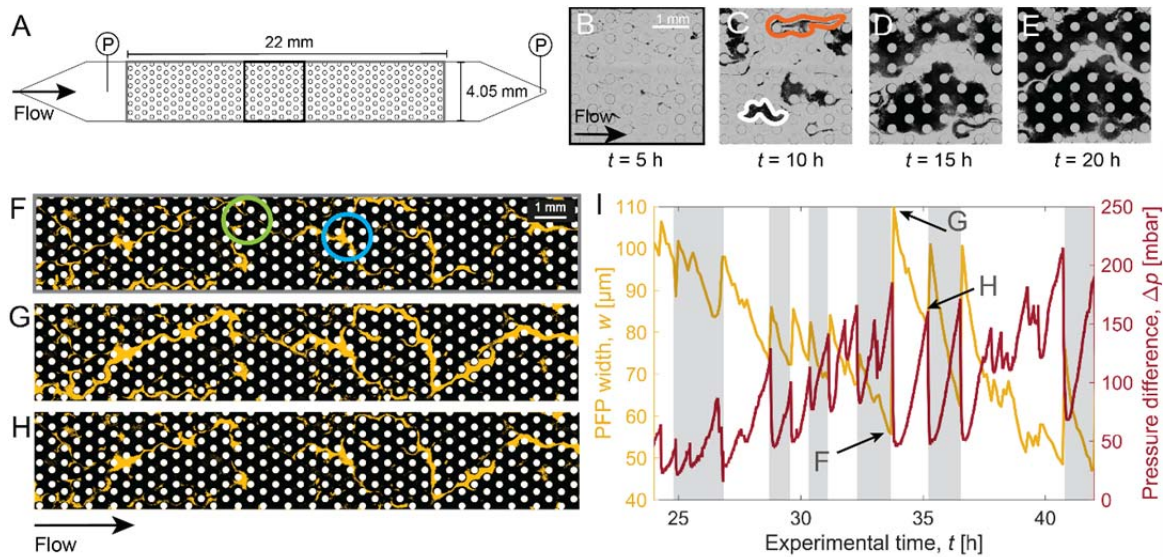 A
P
22 mm
P
4.05 mm
Flow
B
1 mm
Flow
t = 5 h
C
t = 10 h
D
t = 15 h
E
t = 20 h
F
1 mm
G
H
Flow
I
110
100
90
80
70
60
50
40
PFP width, w [µm]
G
H
F
250
200
150
100
50
0
Pressure difference, Δp [mbar]
25
30
35
40
Experimental time, t [h]